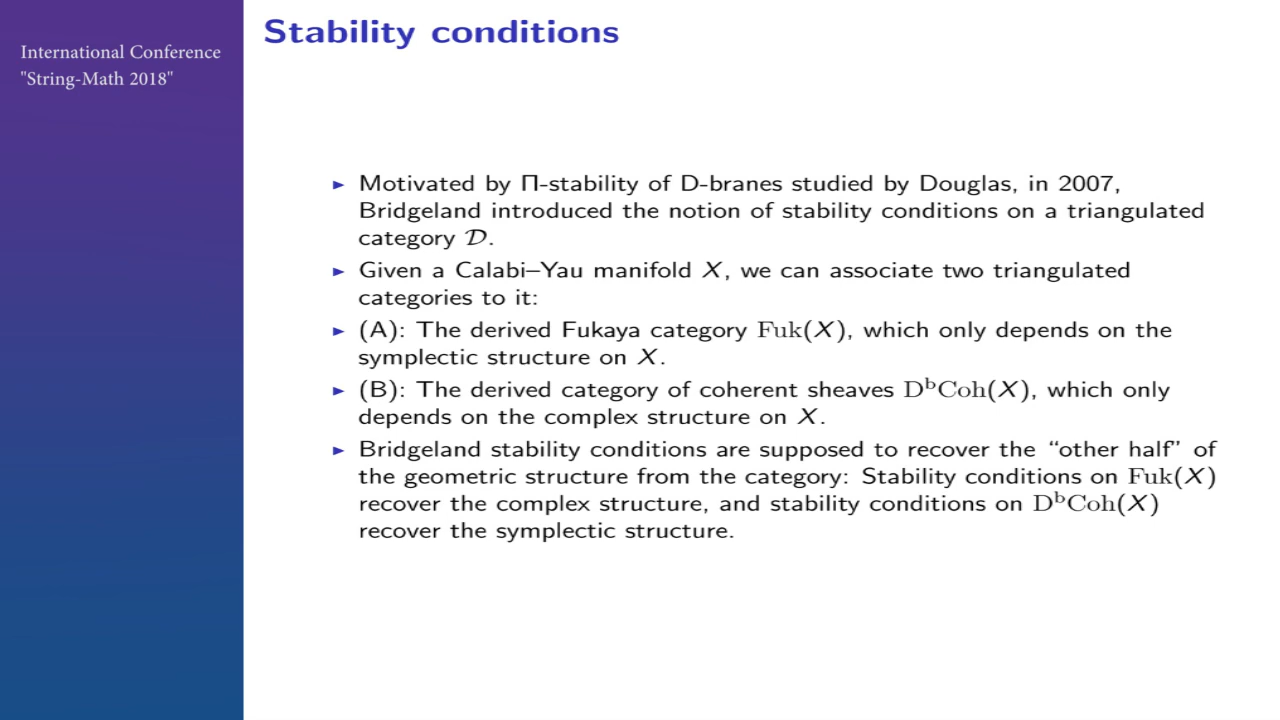 International Conference
"String-Math 2018"
Stability conditions
► Motivated by Π-stability of D-branes studied by Douglas, in 2007,
Bridgeland introduced the notion of stability conditions on a triangulated
category 𝒟.
► Given a Calabi–Yau manifold X, we can associate two triangulated
categories to it:
► (A): The derived Fukaya category Fuk(X), which only depends on the
symplectic structure on X.
► (B): The derived category of coherent sheaves DᵇCoh(X), which only
depends on the complex structure on X.
► Bridgeland stability conditions are supposed to recover the “other half” of
the geometric structure from the category: Stability conditions on Fuk(X)
recover the complex structure, and stability conditions on DᵇCoh(X)
recover the symplectic structure.